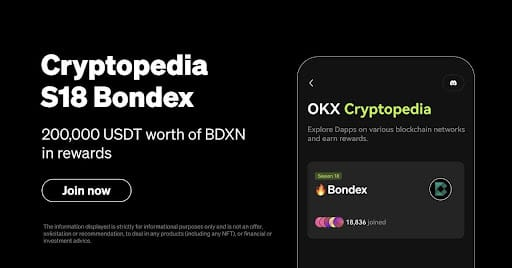 Cryptopedia
S18 Bondex
200,000 USDT worth of BDXN
in rewards
Join now
The information displayed is strictly for informational purposes only and is not an offer,
solicitation or recommendation, to deal in any products (including any NFT), or financial or
investment advice.
OKX Cryptopedia
Explore Dapps on various blockchain networks
and earn rewards.
Season 18
Bondex
18,836 joined